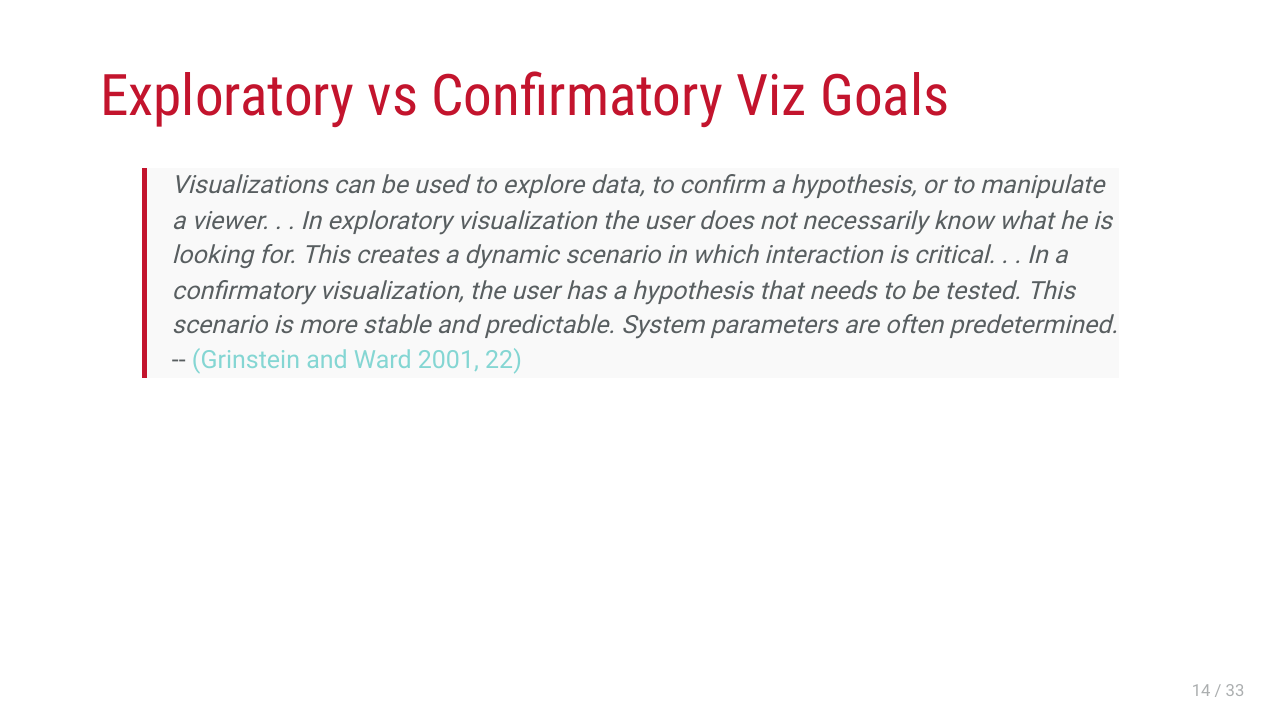 Exploratory vs Confirmatory Viz Goals
Visualizations can be used to explore data, to confirm a hypothesis, or to manipulate
a viewer. . . In exploratory visualization the user does not necessarily know what he is
looking for. This creates a dynamic scenario in which interaction is critical. . . In a
confirmatory visualization, the user has a hypothesis that needs to be tested. This
scenario is more stable and predictable. System parameters are often predetermined.
-- (Grinstein and Ward 2001, 22)
14 / 33